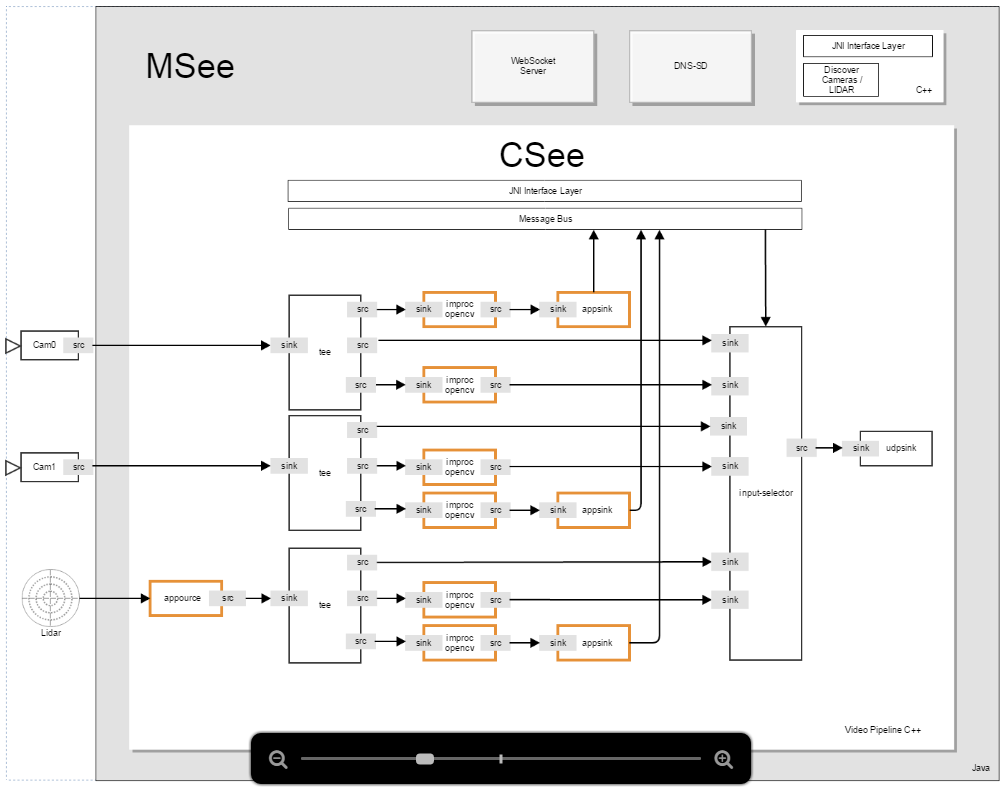 MSee
WebSocket
Server
DNS-SD
JNI Interface Layer
Discover
Cameras /
LIDAR
C++
CSee
JNI Interface Layer
Message Bus
src
sink
improc
opencv
src
sink
appsink
Cam0
src
sink
tee
src
sink
src
sink
improc
opencv
src
sink
src
sink
Cam1
src
sink
tee
src
sink
improc
opencv
src
sink
src
sink
udpsink
input-selector
src
sink
improc
opencv
src
sink
appsink
src
sink
Lidar
appource
src
sink
tee
src
sink
improc
opencv
src
sink
src
sink
improc
opencv
src
sink
appsink
Video Pipeline C++
Java